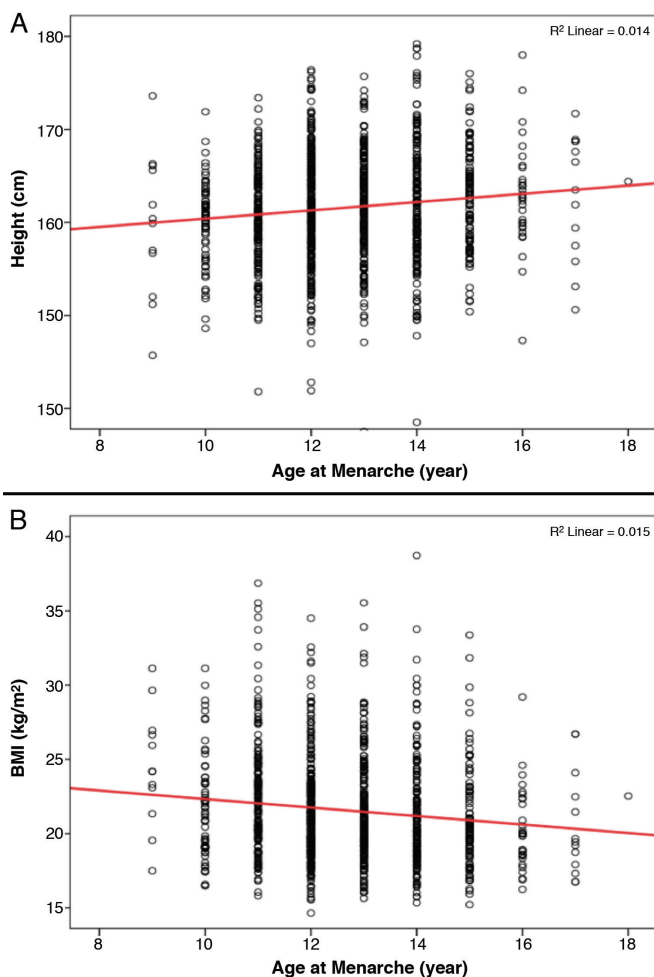 A
R² Linear = 0.014
180
170
160
150
150
Height (cm)
8 10 12 14 16 18
Age at Menarche (year)
B
R² Linear = 0.015
40
35
30
25
20
15
BMI (kg/m²)
8 10 12 14 16 18
Age at Menarche (year)